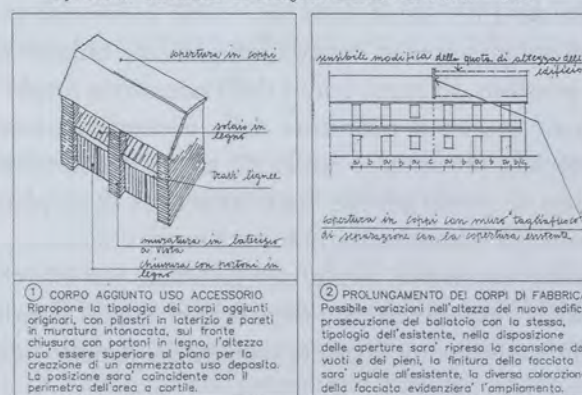 copertura in coppi
solaio in
legno
travi lignee
muratura in laterizio
a vista
chiusura con portoni in
legno
① CORPO AGGIUNTO USO ACCESSORIO
Ripropone la tipologia dei corpi aggiunti
originari, con pilastri in laterizio e pareti
in muratura intonacata, sul fronte
chiusura con portoni in legno, l'altezza
puo' essere superiore al piano per la
creazione di un ammezzato uso deposito.
La posizione sara' coincidente con il
perimetro dell'area a cortile.
sensibile modifica della quota di altezza dell'
edificio
a b a b a c a b a b a b/2
copertura in coppi con muro "tagliafuoco"
di separazione con la copertura esistente
② PROLUNGAMENTO DEI CORPI DI FABBRICA
Possibile variazioni nell'altezza del nuovo edific
prosecuzione del ballatoio con la stessa,
tipologia dell'esistente, nella disposizione
delle aperture sara' ripresa la scansione de
vuoti e dei pieni, la finitura della facciata
sara' uguale all'esistente, la diversa colorazion
della facciata evidenziera' l'ampliamento.